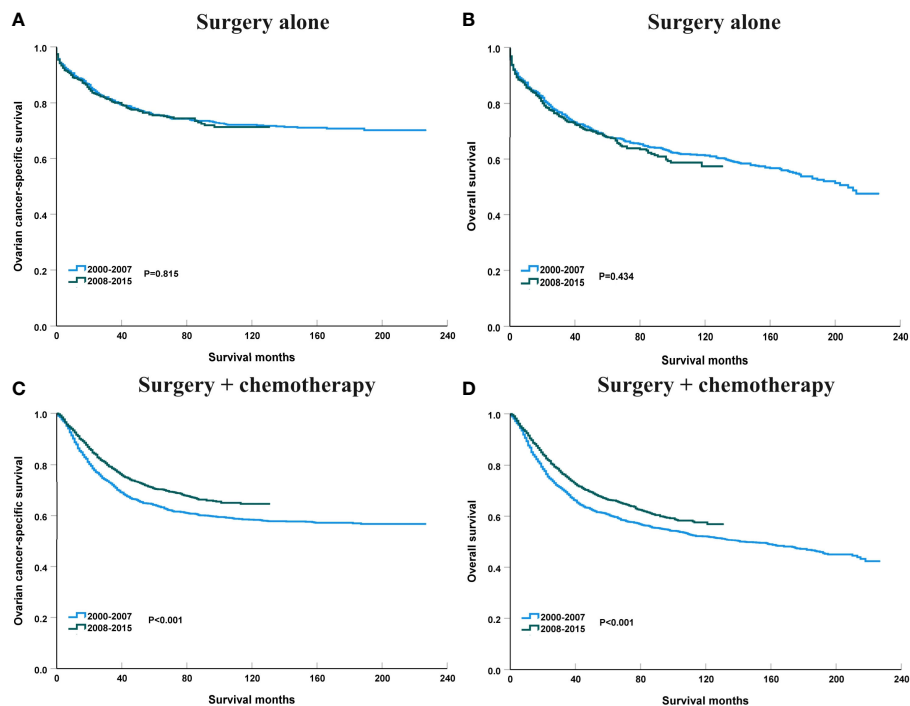 A
Surgery alone
Ovarian cancer-specific survival
1.0
0.8
0.6
0.4
0.2
0.0
2000-2007
2008-2015
P=0.815
0 40 80 120 160 200 240
Survival months
B
Surgery alone
Overall survival
1.0
0.8
0.6
0.4
0.2
0.0
2000-2007
2008-2015
P=0.434
0 40 80 120 160 200 240
Survival months
C
Surgery + chemotherapy
Ovarian cancer-specific survival
1.0
0.8
0.6
0.4
0.2
0.0
2000-2007
2008-2015
P<0.001
0 40 80 120 160 200 240
Survival months
D
Surgery + chemotherapy
Overall survival
1.0
0.8
0.6
0.4
0.2
0.0
2000-2007
2008-2015
P<0.001
0 40 80 120 160 200 240
Survival months